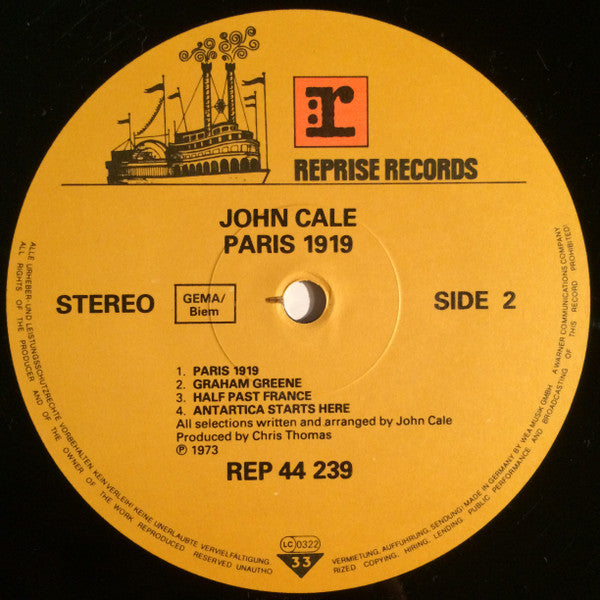 r
REPRISE RECORDS
JOHN CALE
PARIS 1919
STEREO
GEMA/
Biem
SIDE 2
1. PARIS 1919
2. GRAHAM GREENE
3. HALF PAST FRANCE
4. ANTARTICA STARTS HERE
All selections written and arranged by John Cale
Produced by Chris Thomas
℗ 1973
REP 44 239
LC 0322
33
ALLE URHEBER- UND LEISTUNGSSCHUTZRECHTE VORBEHALTEN KEIN VERLEIH! KEINE UNERLAUBTE VERVIELFÄLTIGUNG
VERMIETUNG, AUFFÜHRUNG, SENDUNG! MADE IN GERMANY BY WEA MUSIK GMBH A WARNER COMMUNICATIONS COMPANY
ALL RIGHTS OF THE PRODUCER AND OF THE OWNER OF THE WORK REPRODUCED RESERVED UNAUTHO
RIZED COPYING, HIRING, LENDING PUBLIC PERFORMANCE AND BROADCASTING OF THIS RECORD PROHIBITED!